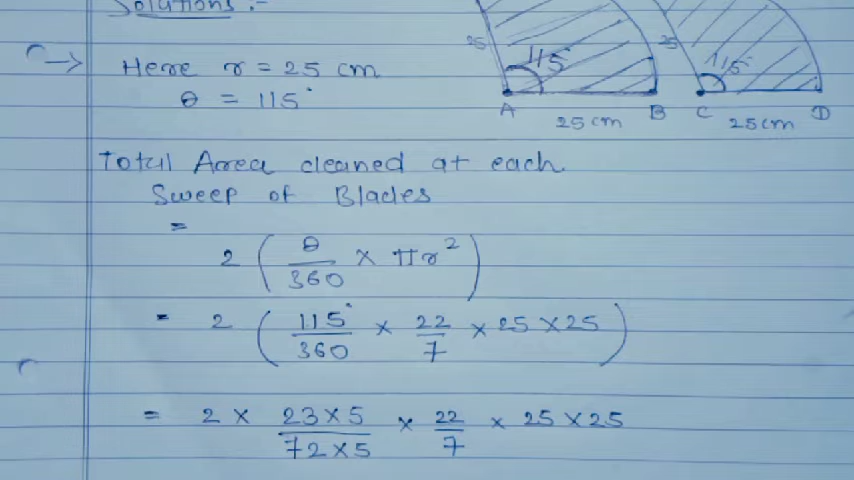 Solutions :-
25 115° 25 115°
→ Here r = 25 cm
θ = 115°
A B C D
25 cm 25 cm
Total Area cleaned at each
Sweep of Blades
=
2 ( θ/360 × πr² )
= 2 ( 115°/360 × 22/7 × 25 × 25 )
= 2 × 23×5/72×5 × 22/7 × 25 × 25